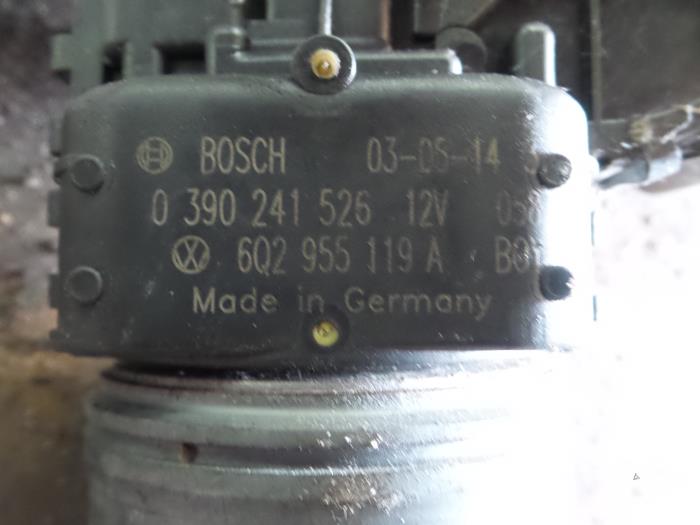 BOSCH 03-05-14
0 390 241 526 12V
6Q2 955 119 A
Made in Germany